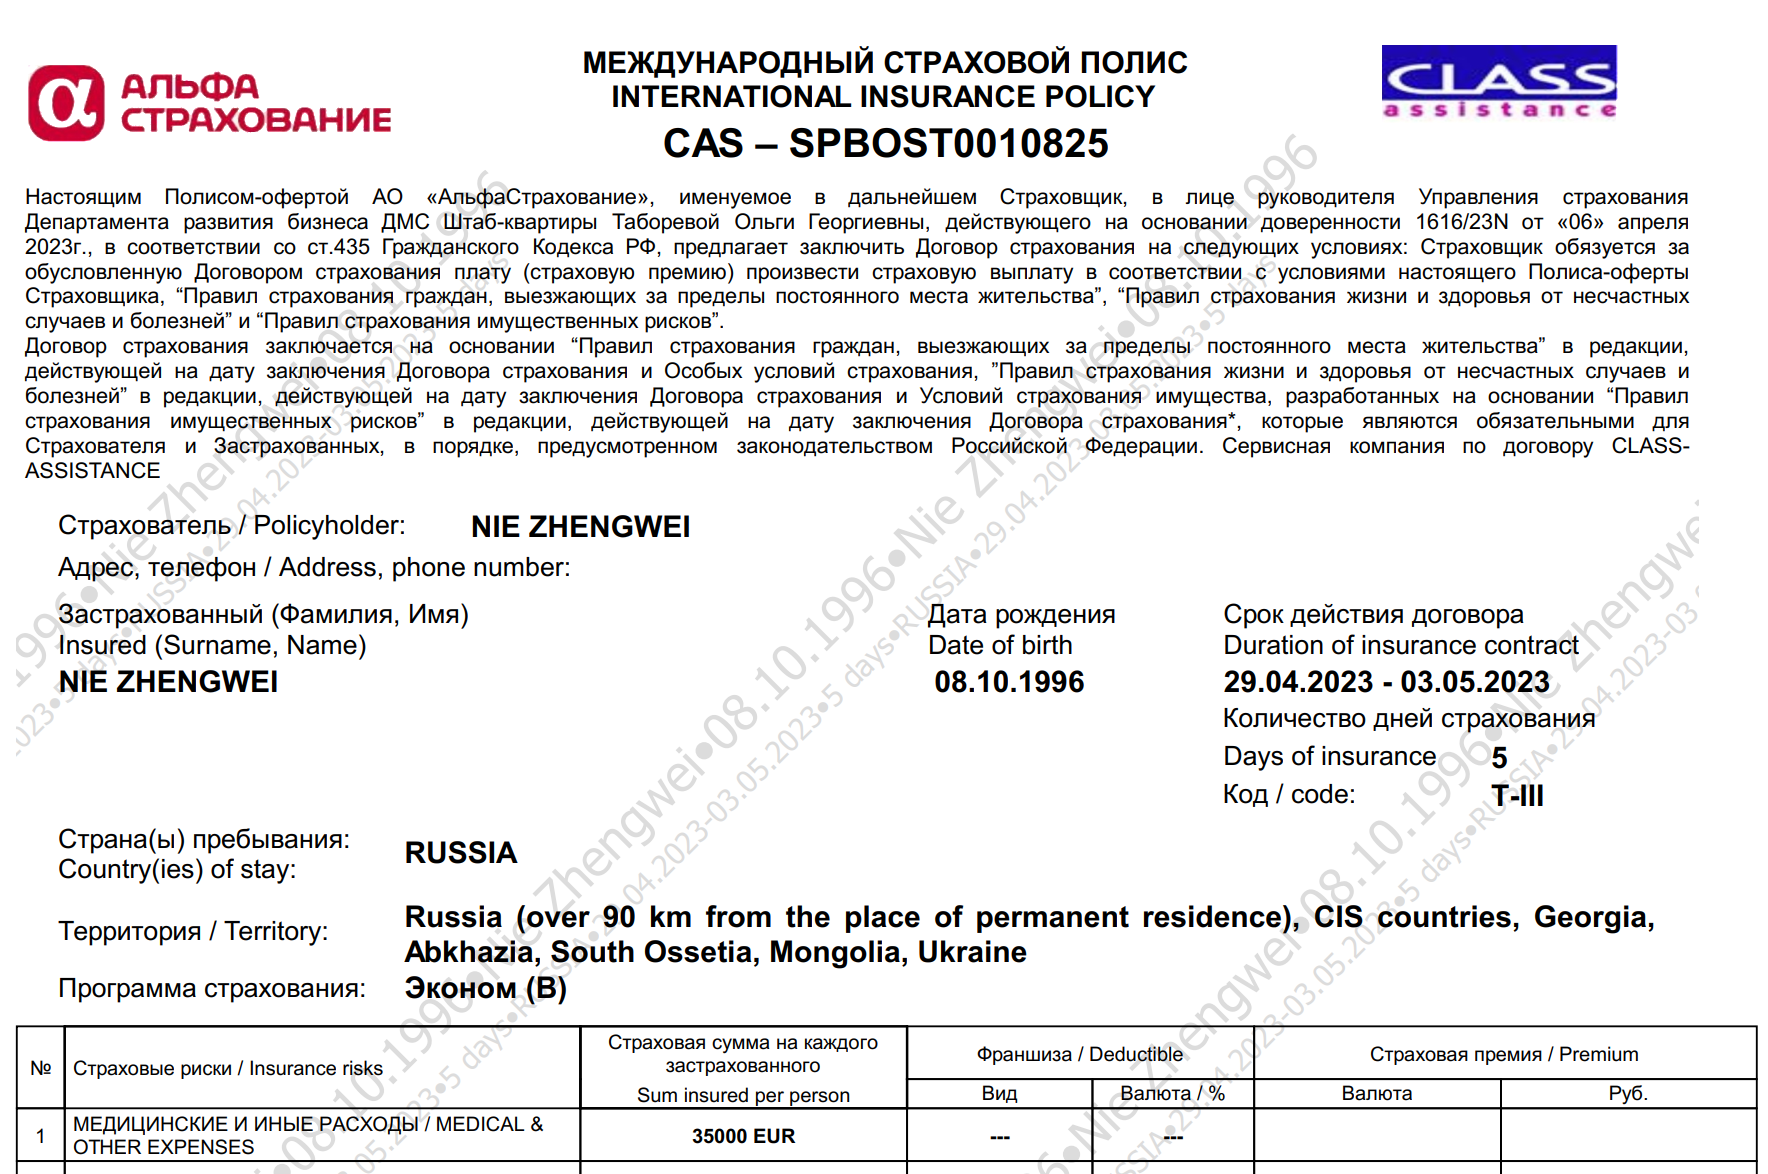 АЛЬФА
СТРАХОВАНИЕ
МЕЖДУНАРОДНЫЙ СТРАХОВОЙ ПОЛИС
INTERNATIONAL INSURANCE POLICY
CAS – SPBOST0010825
CLASS
assistance
Настоящим Полисом-офертой АО «АльфаСтрахование», именуемое в дальнейшем Страховщик, в лице руководителя Управления страхования
Департамента развития бизнеса ДМС Штаб-квартиры Таборевой Ольги Георгиевны, действующего на основании доверенности 1616/23N от «06» апреля
2023г., в соответствии со ст.435 Гражданского Кодекса РФ, предлагает заключить Договор страхования на следующих условиях: Страховщик обязуется за
обусловленную Договором страхования плату (страховую премию) произвести страховую выплату в соответствии с условиями настоящего Полиса-оферты
Страховщика, “Правил страхования граждан, выезжающих за пределы постоянного места жительства”, “Правил страхования жизни и здоровья от несчастных
случаев и болезней” и “Правил страхования имущественных рисков”.
Договор страхования заключается на основании “Правил страхования граждан, выезжающих за пределы постоянного места жительства” в редакции,
действующей на дату заключения Договора страхования и Особых условий страхования, ”Правил страхования жизни и здоровья от несчастных случаев и
болезней” в редакции, действующей на дату заключения Договора страхования и Условий страхования имущества, разработанных на основании “Правил
страхования имущественных рисков” в редакции, действующей на дату заключения Договора страхования*, которые являются обязательными для
Страхователя и Застрахованных, в порядке, предусмотренном законодательством Российской Федерации. Сервисная компания по договору CLASS-
ASSISTANCE
Страхователь / Policyholder: NIE ZHENGWEI
Адрес, телефон / Address, phone number:
Застрахованный (Фамилия, Имя) Дата рождения Срок действия договора
Insured (Surname, Name) Date of birth Duration of insurance contract
NIE ZHENGWEI 08.10.1996 29.04.2023 - 03.05.2023
Количество дней страхования
Days of insurance 5
Код / code: T-III
Страна(ы) пребывания:
Country(ies) of stay:
RUSSIA
Территория / Territory:
Russia (over 90 km from the place of permanent residence), CIS countries, Georgia,
Abkhazia, South Ossetia, Mongolia, Ukraine
Программа страхования: Эконом (B)
№ Страховые риски / Insurance risks
Страховая сумма на каждого
застрахованного
Sum insured per person
Франшиза / Deductible
Страховая премия / Premium
Вид Валюта / % Валюта Руб.
1
МЕДИЦИНСКИЕ И ИНЫЕ РАСХОДЫ / MEDICAL &
OTHER EXPENSES
35000 EUR --- ---
Nie Zhengwei•08.10.1996•Nie Zhengwei•08.10.1996
RUSSIA•29.04.2023-03.05.2023•5 days•RUSSIA•29.04.2023-03.05.2023•5 days